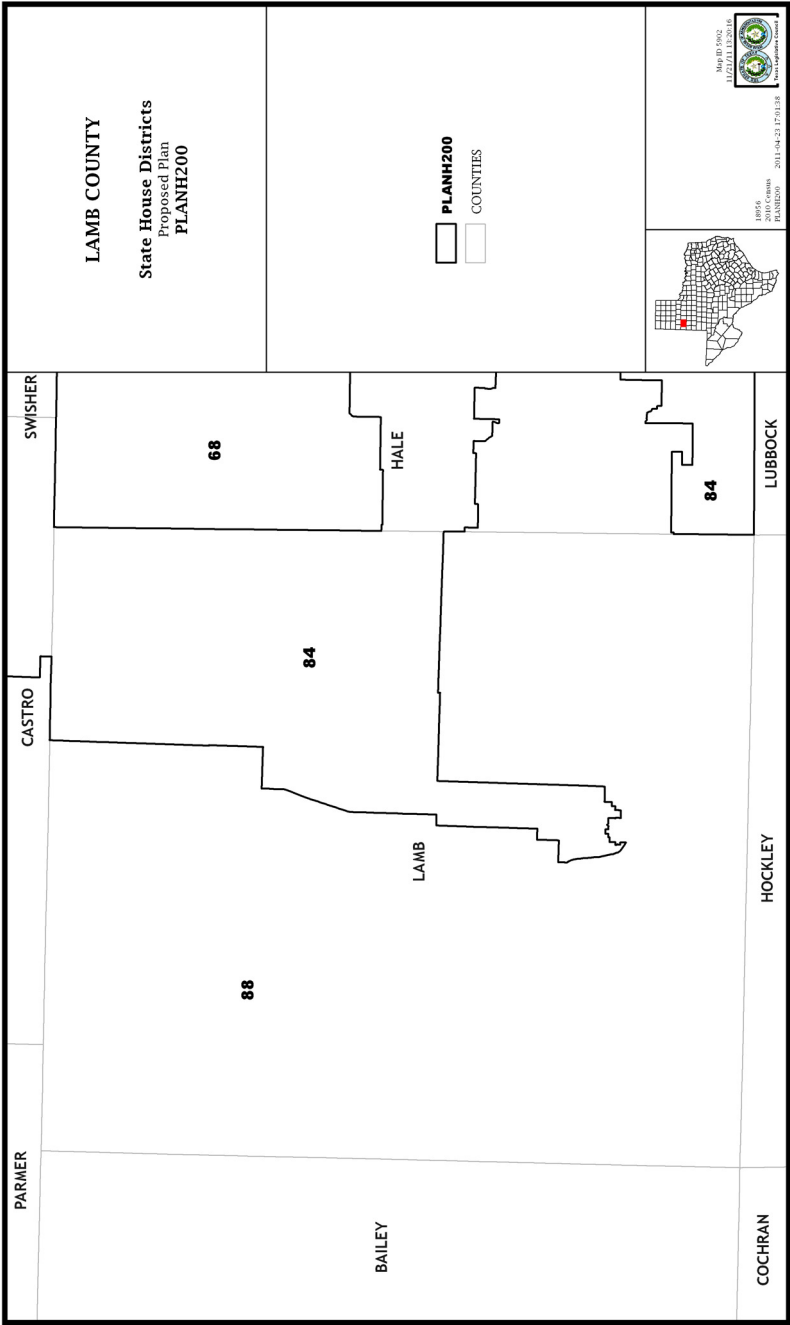 LAMB COUNTY
State House Districts
Proposed Plan
PLANH200
PLANH200
COUNTIES
PARMER
CASTRO
SWISHER
68
HALE
84
88
LAMB
BAILEY
84
COCHRAN
HOCKLEY
LUBBOCK
18956
2010 Census
PLANH200
2011-04-23 17:01:38
Map ID 5902
11/21/11 13:20:16
Texas Legislative Council